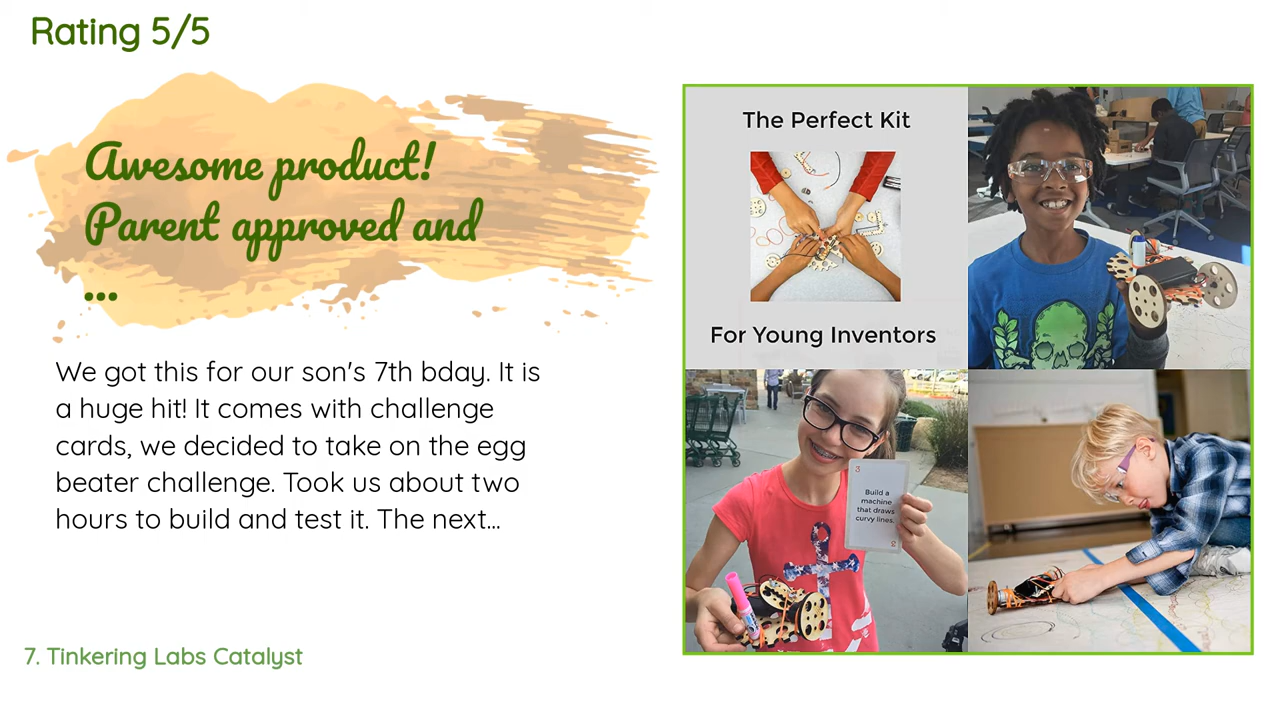 Rating 5/5
Awesome product!
Parent approved and
...
We got this for our son's 7th bday. It is
a huge hit! It comes with challenge
cards, we decided to take on the egg
beater challenge. Took us about two
hours to build and test it. The next...
7. Tinkering Labs Catalyst
The Perfect Kit
For Young Inventors
3
Build a
machine
that draws
curvy lines.
3